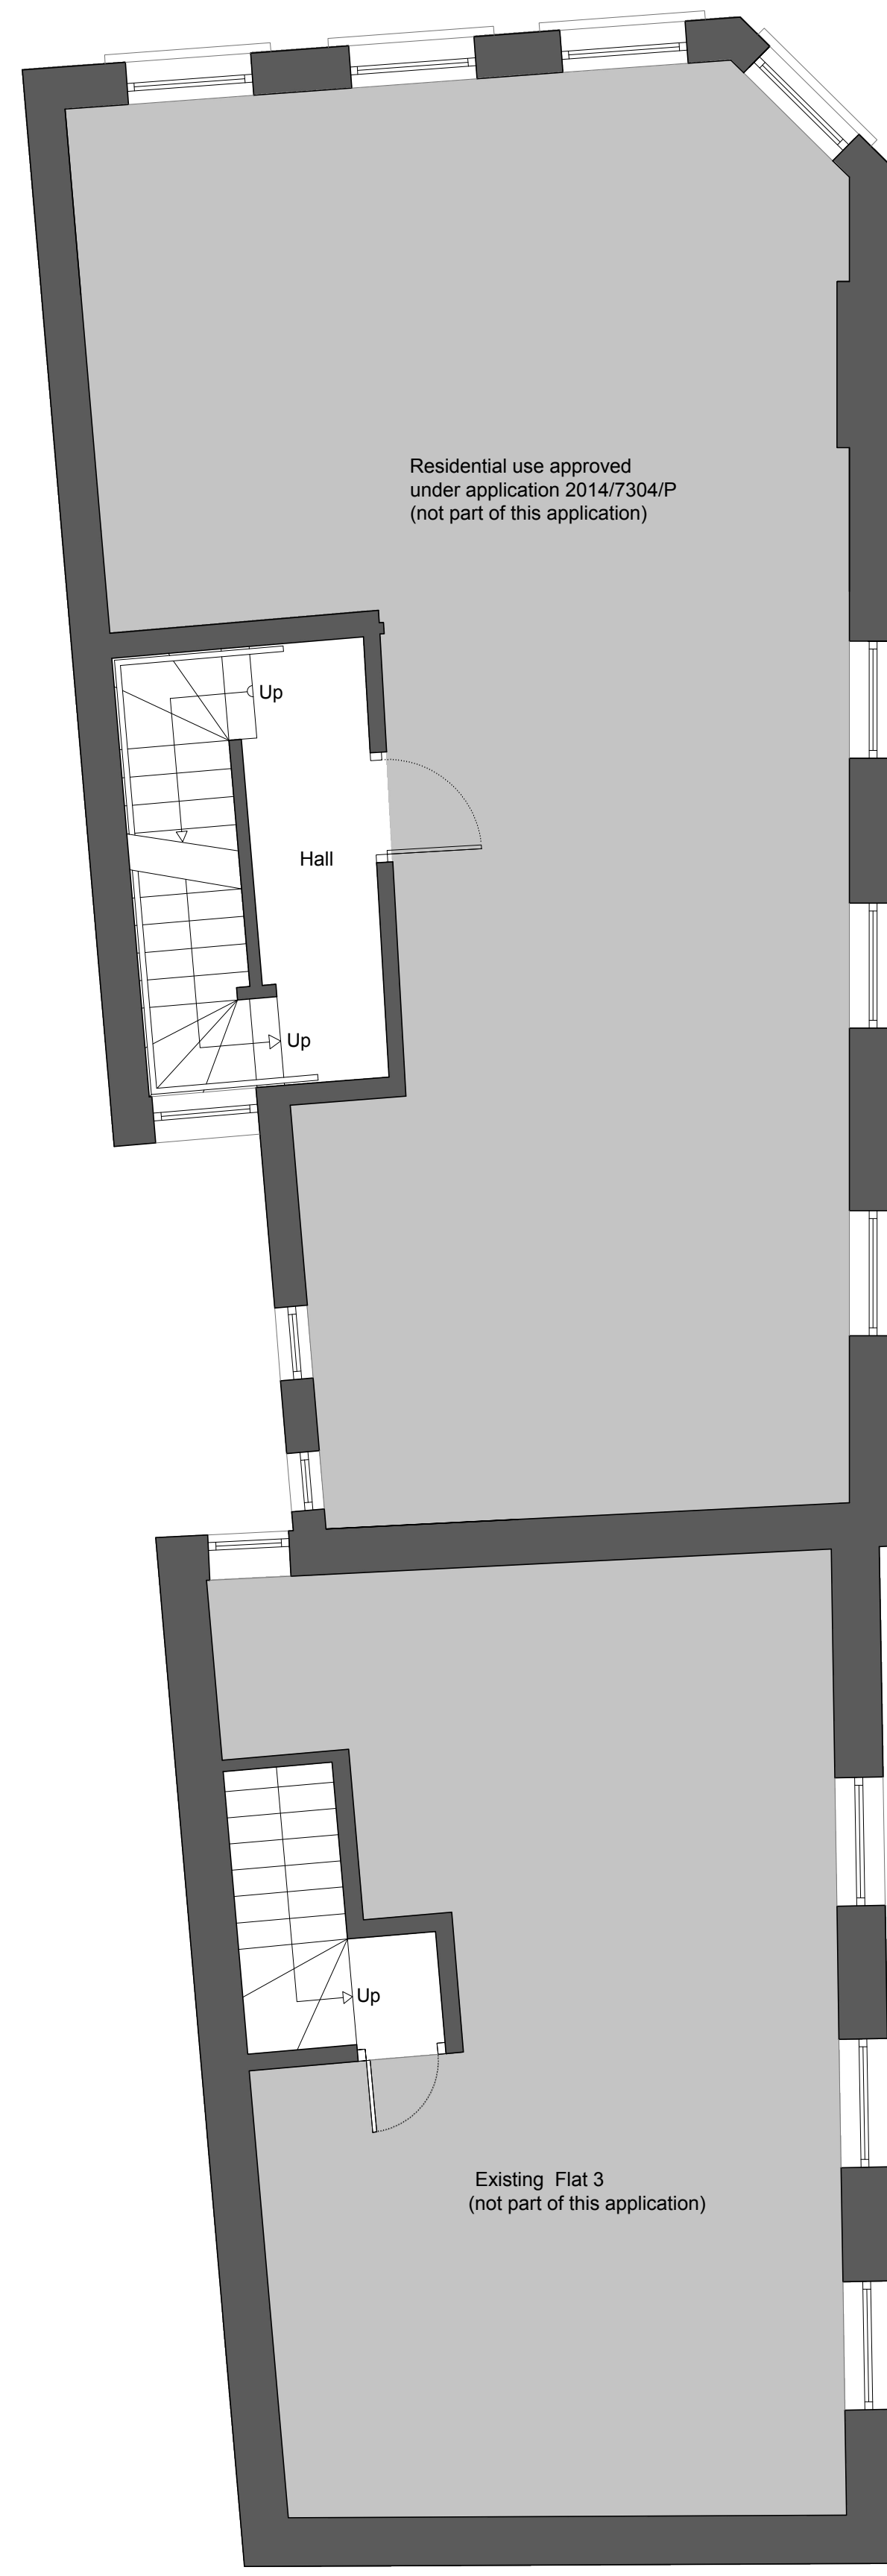 Residential use approved
under application 2014/7304/P
(not part of this application)
Up
Hall
Up
Up
Existing Flat 3
(not part of this application)